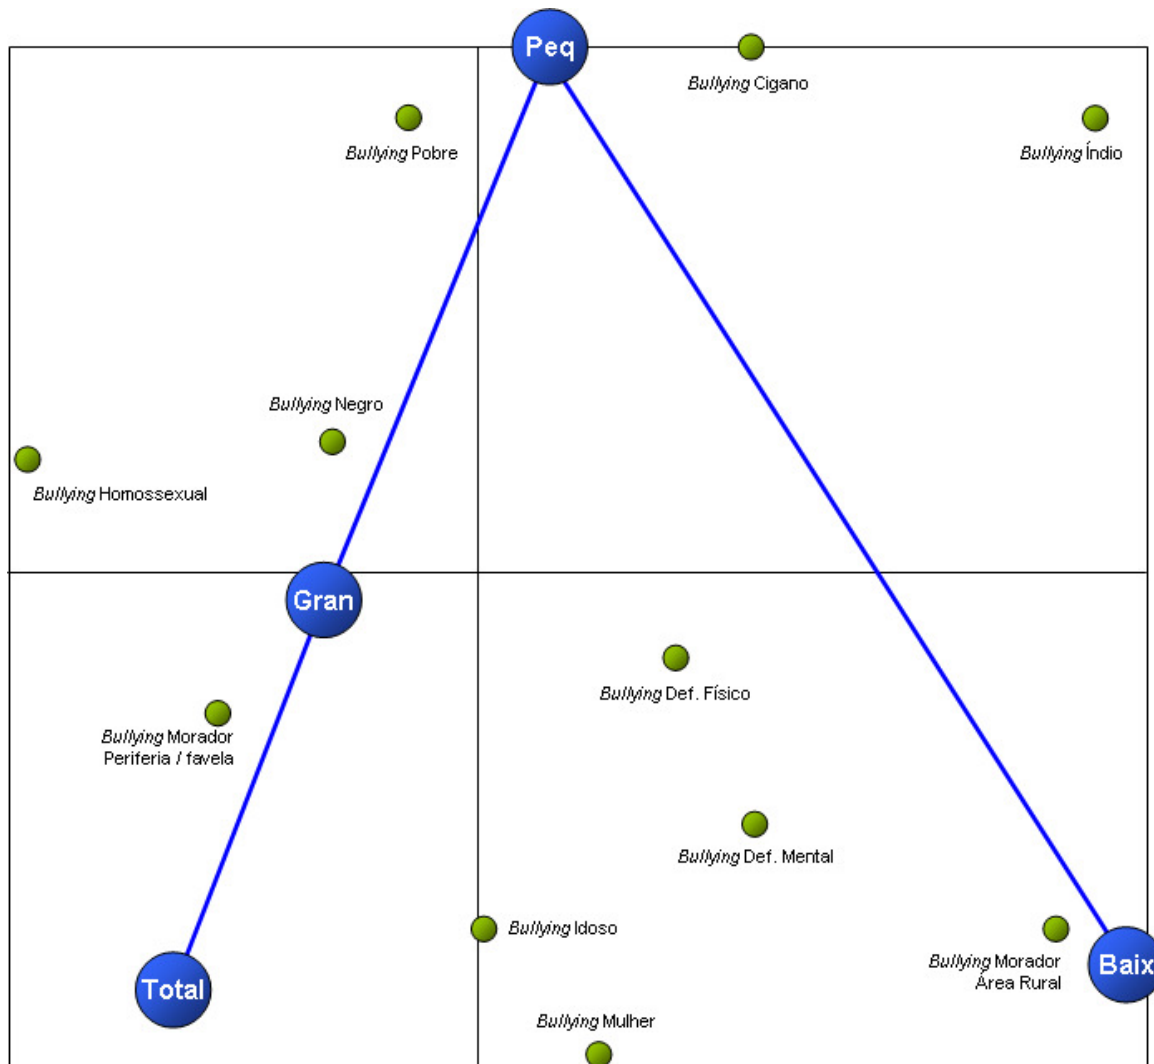 Peq
Bullying Cigano
Bullying Pobre
Bullying Índio
Bullying Negro
Bullying Homossexual
Gran
Bullying Def. Físico
Bullying Morador
Periferia / favela
Bullying Def. Mental
Bullying Idoso
Bullying Morador
Área Rural
Baix
Total
Bullying Mulher